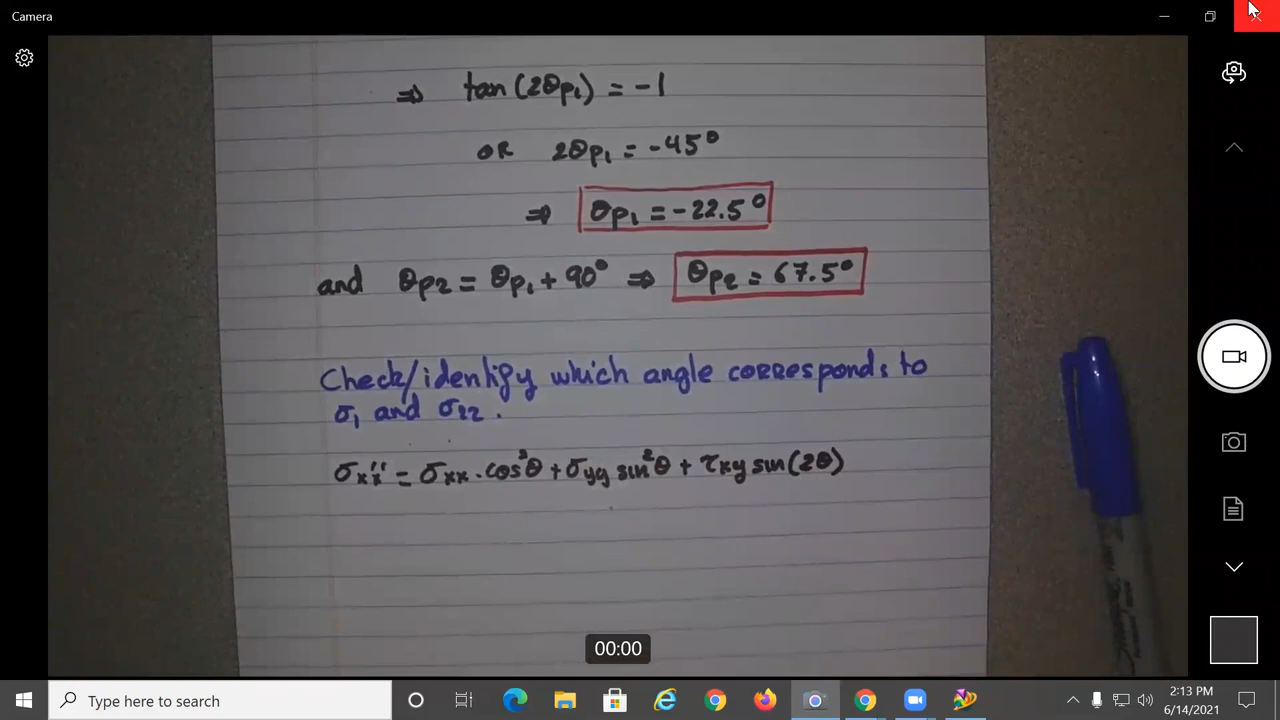 Camera
⇒ tan(2θp₁) = -1
OR 2θp₁ = -45°
⇒ θp₁ = -22.5°
and θp2 = θp₁ + 90° ⇒ θp2 = 67.5°
Check/identify which angle corresponds to
σ₁ and σ22.
σx'x' = σxx · cos²θ + σyy sin²θ + τxy sin(2θ)
00:00
Type here to search
2:13 PM
6/14/2021